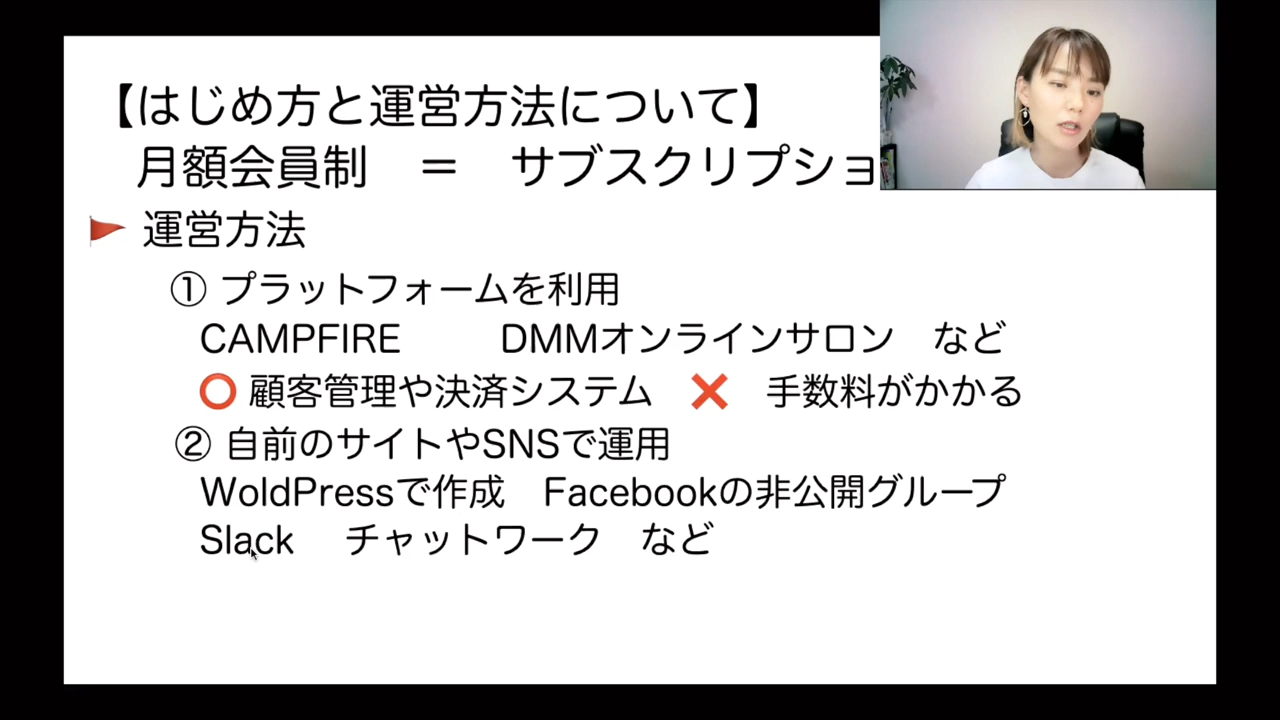 【はじめ方と運営方法について】
月額会員制 = サブスクリプショ
運営方法
① プラットフォームを利用
CAMPFIRE DMMオンラインサロン など
⭕ 顧客管理や決済システム ❌ 手数料がかかる
② 自前のサイトやSNSで運用
WoldPressで作成 Facebookの非公開グループ
Slack チャットワーク など